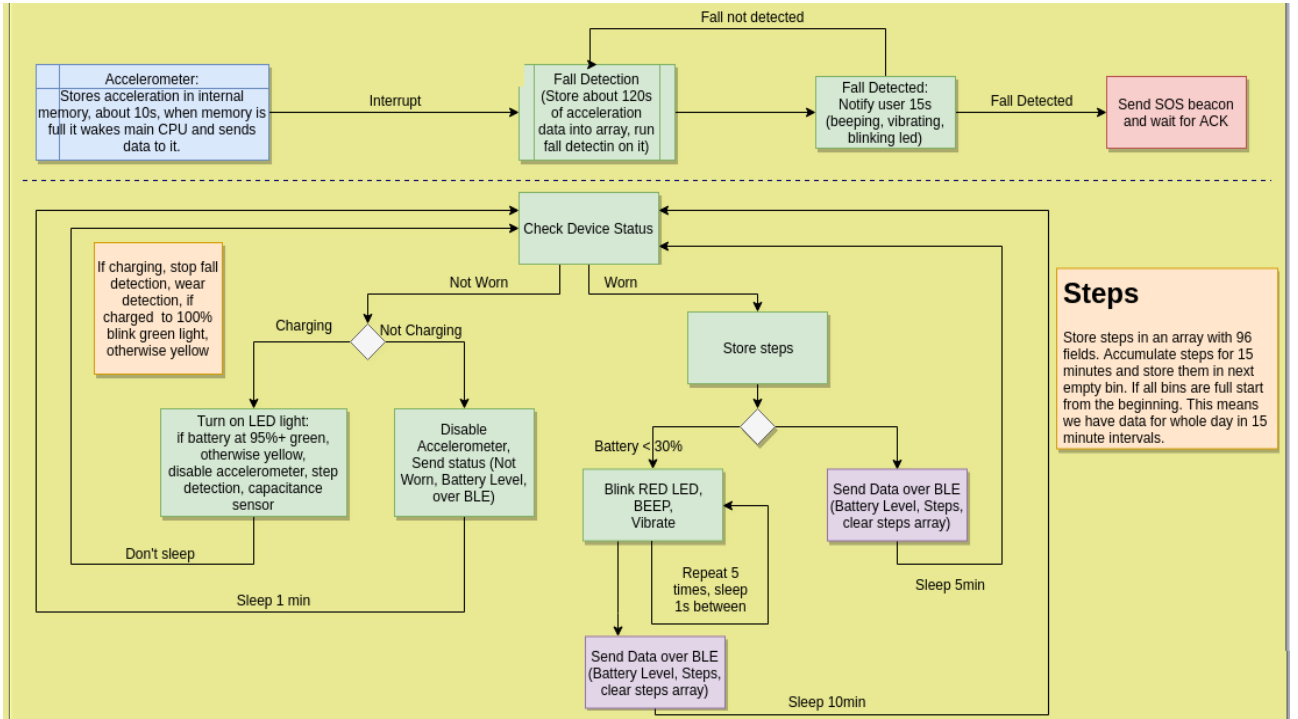 Fall not detected
Accelerometer:
Stores acceleration in internal
memory, about 10s, when memory is
full it wakes main CPU and sends
data to it.
Interrupt
Fall Detection
(Store about 120s
of acceleration
data into array, run
fall detectin on it)
Fall Detected:
Notify user 15s
(beeping, vibrating,
blinking led)
Fall Detected
Send SOS beacon
and wait for ACK
Check Device Status
If charging, stop fall
detection, wear
detection, if
charged to 100%
blink green light,
otherwise yellow
Not Worn
Worn
Charging
Not Charging
Store steps
Steps
Store steps in an array with 96
fields. Accumulate steps for 15
minutes and store them in next
empty bin. If all bins are full start
from the beginning. This means
we have data for whole day in 15
minute intervals.
Turn on LED light:
if battery at 95%+ green,
otherwise yellow,
disable accelerometer, step
detection, capacitance
sensor
Disable
Accelerometer,
Send status (Not
Worn, Battery Level,
over BLE)
Battery < 30%
Blink RED LED,
BEEP,
Vibrate
Send Data over BLE
(Battery Level, Steps,
clear steps array)
Don't sleep
Sleep 1 min
Repeat 5
times, sleep
1s between
Sleep 5min
Send Data over BLE
(Battery Level, Steps,
clear steps array)
Sleep 10min